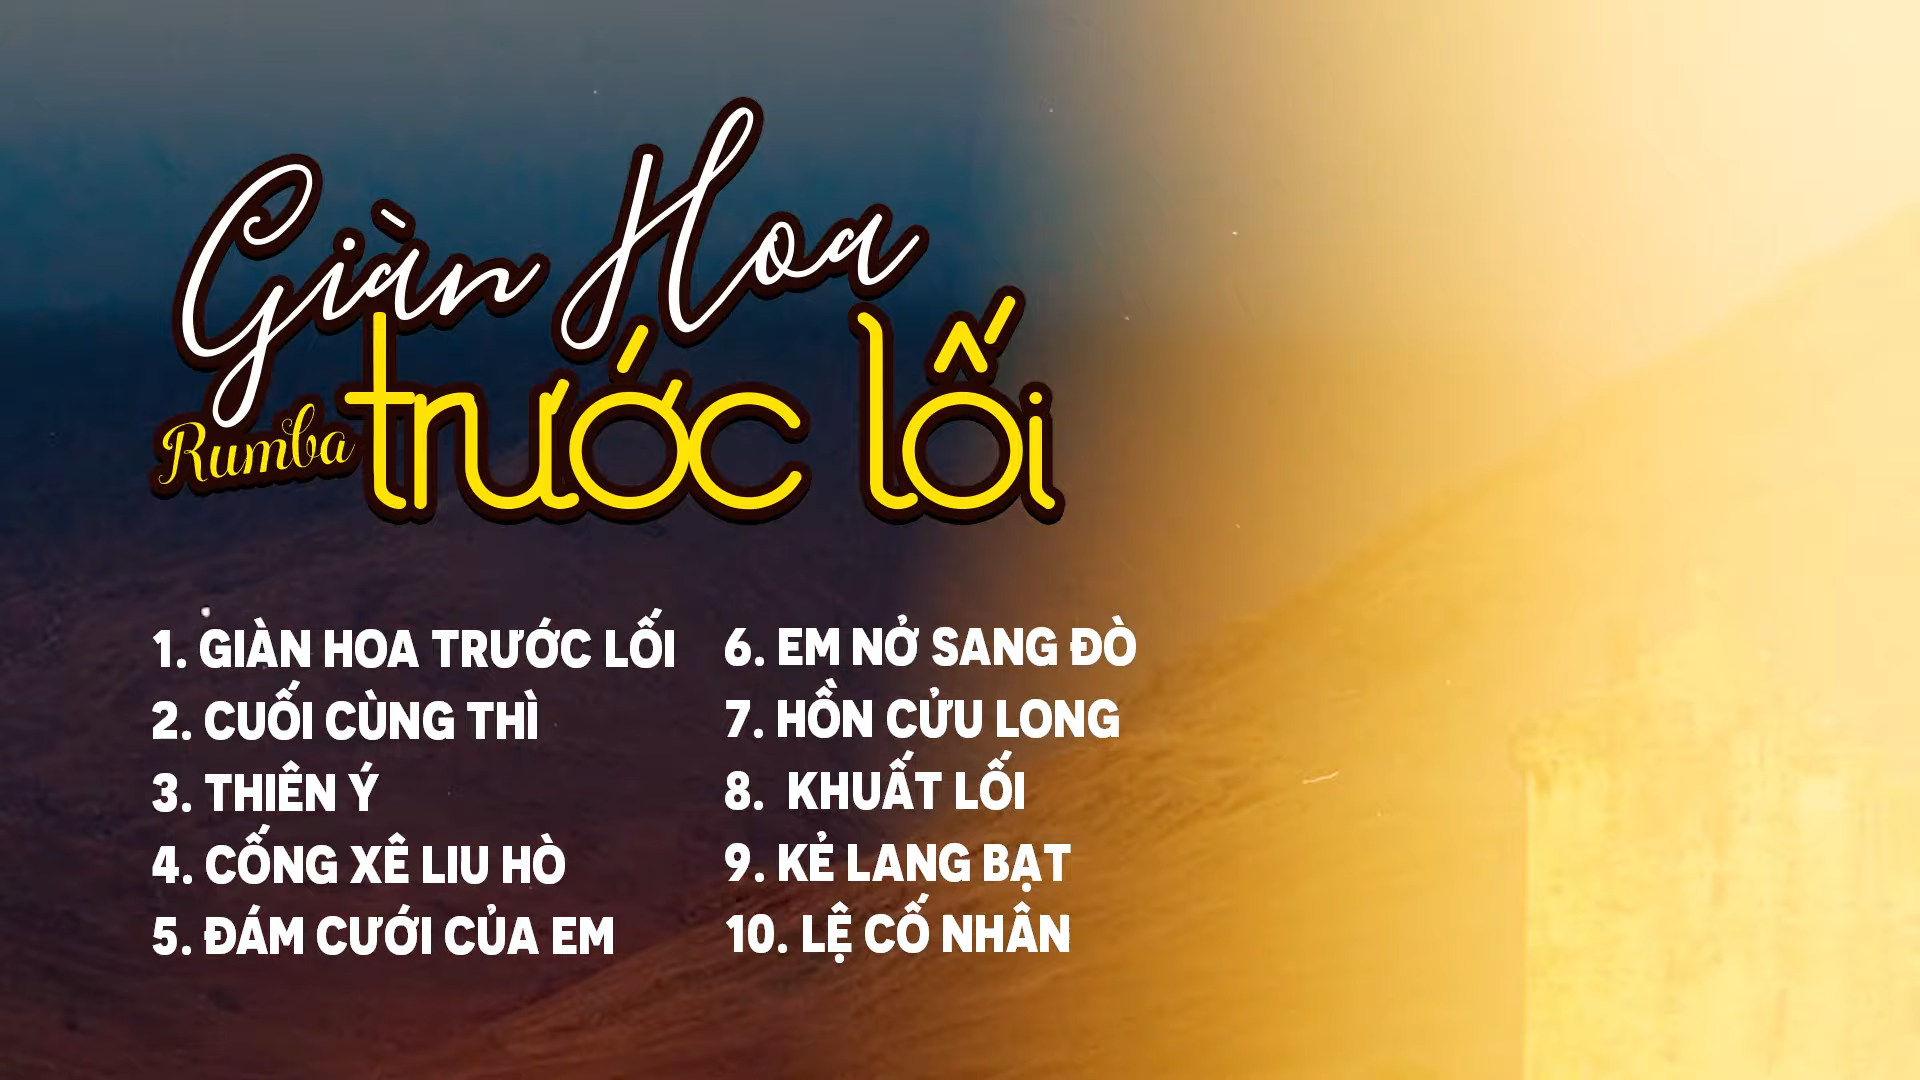 Giàn Hoa
Rumba trước lối
1. GIÀN HOA TRƯỚC LỐI
2. CUỐI CÙNG THÌ
3. THIÊN Ý
4. CỐNG XÊ LIU HÒ
5. ĐÁM CƯỚI CỦA EM
6. EM NỞ SANG ĐÒ
7. HỒN CỬU LONG
8. KHUẤT LỐI
9. KẺ LANG BẠT
10. LỆ CỐ NHÂN